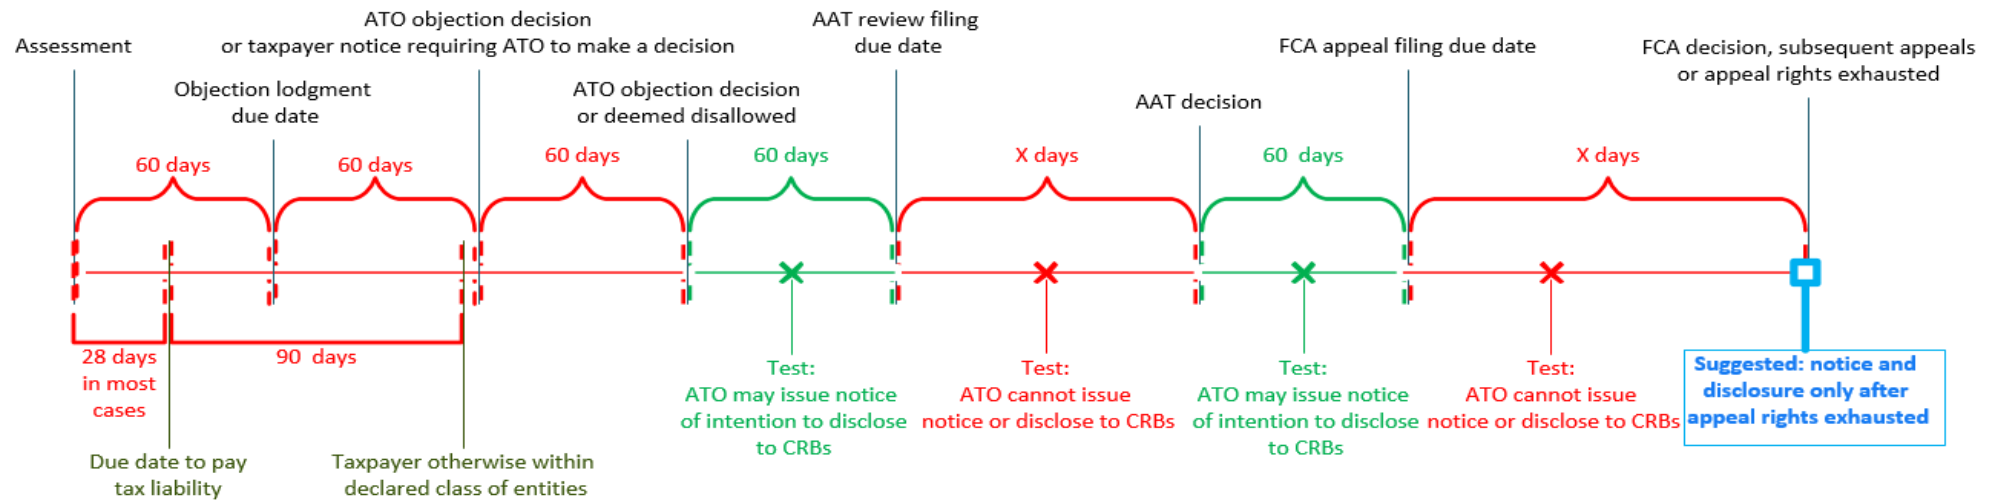 Assessment
ATO objection decision
or taxpayer notice requiring ATO to make a decision
AAT review filing
due date
FCA appeal filing due date
FCA decision, subsequent appeals
or appeal rights exhausted
Objection lodgment
due date
ATO objection decision
or deemed disallowed
AAT decision
60 days
60 days
60 days
60 days
X days
60 days
X days
28 days
in most
cases
90 days
Test:
ATO may issue notice
of intention to disclose
to CRBs
Test:
ATO cannot issue
notice or disclose to CRBs
Test:
ATO may issue notice
of intention to disclose
to CRBs
Test:
ATO cannot issue
notice or disclose to CRBs
Suggested: notice and
disclosure only after
appeal rights exhausted
Due date to pay
tax liability
Taxpayer otherwise within
declared class of entities